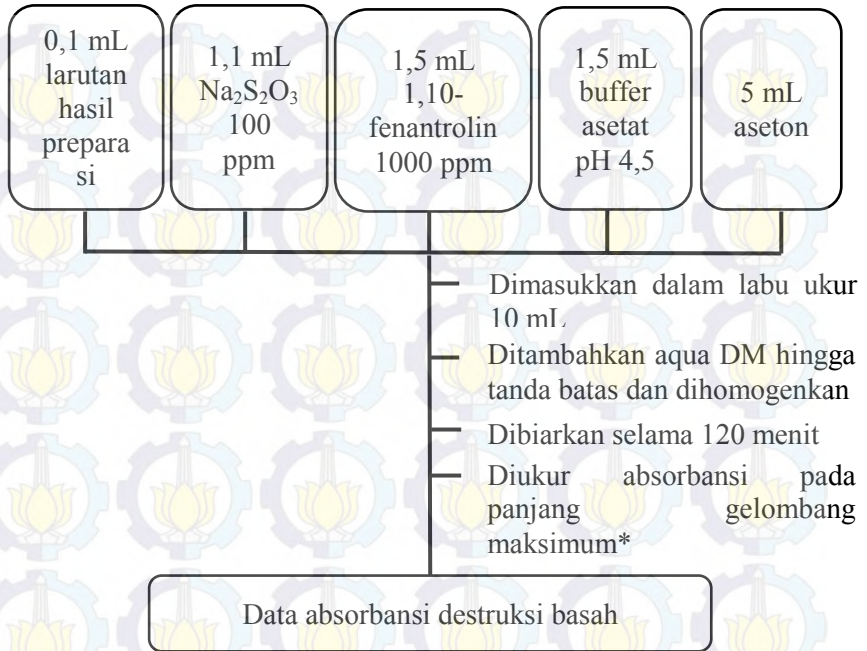 0,1 mL
larutan
hasil
prepara
si
1,1 mL
Na₂S₂O₃
100
ppm
1,5 mL
1,10-
fenantrolin
1000 ppm
1,5 mL
buffer
asetat
pH 4,5
5 mL
aseton
Dimasukkan dalam labu ukur
10 mL
Ditambahkan aqua DM hingga
tanda batas dan dihomogenkan
Dibiarkan selama 120 menit
Diukur absorbansi pada
panjang gelombang
maksimum*
Data absorbansi destruksi basah